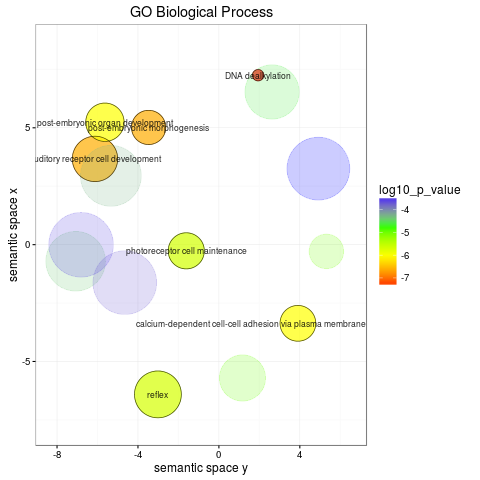 GO Biological Process
DNA dealkylation
post-embryonic organ development
post-embryonic morphogenesis
uditory receptor cell development
photoreceptor cell maintenance
calcium-dependent cell-cell adhesion via plasma membrane
reflex
5
0
-5
-8
-4
0
4
semantic space y
semantic space x
log10_p_value
-4
-5
-6
-7